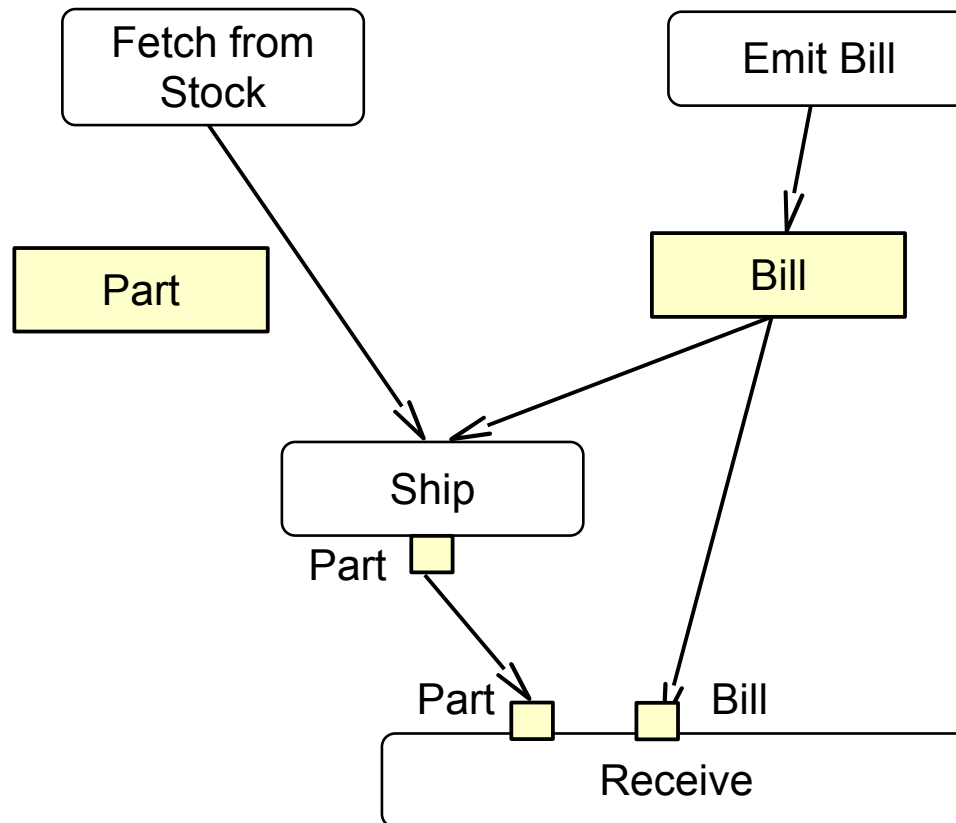 Fetch from
Stock
Emit Bill
Part
Bill
Ship
Part
Part
Bill
Receive